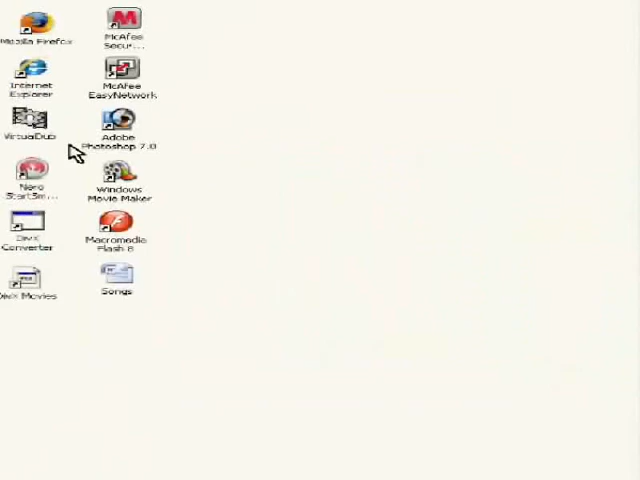 Mozilla Firefox
McAfee
Secur...
Internet
Explorer
McAfee
EasyNetwork
VirtualDub
Adobe
Photoshop 7.0
Nero
StartSm...
Windows
Movie Maker
DivX
Converter
Macromedia
Flash 8
DivX Movies
Songs